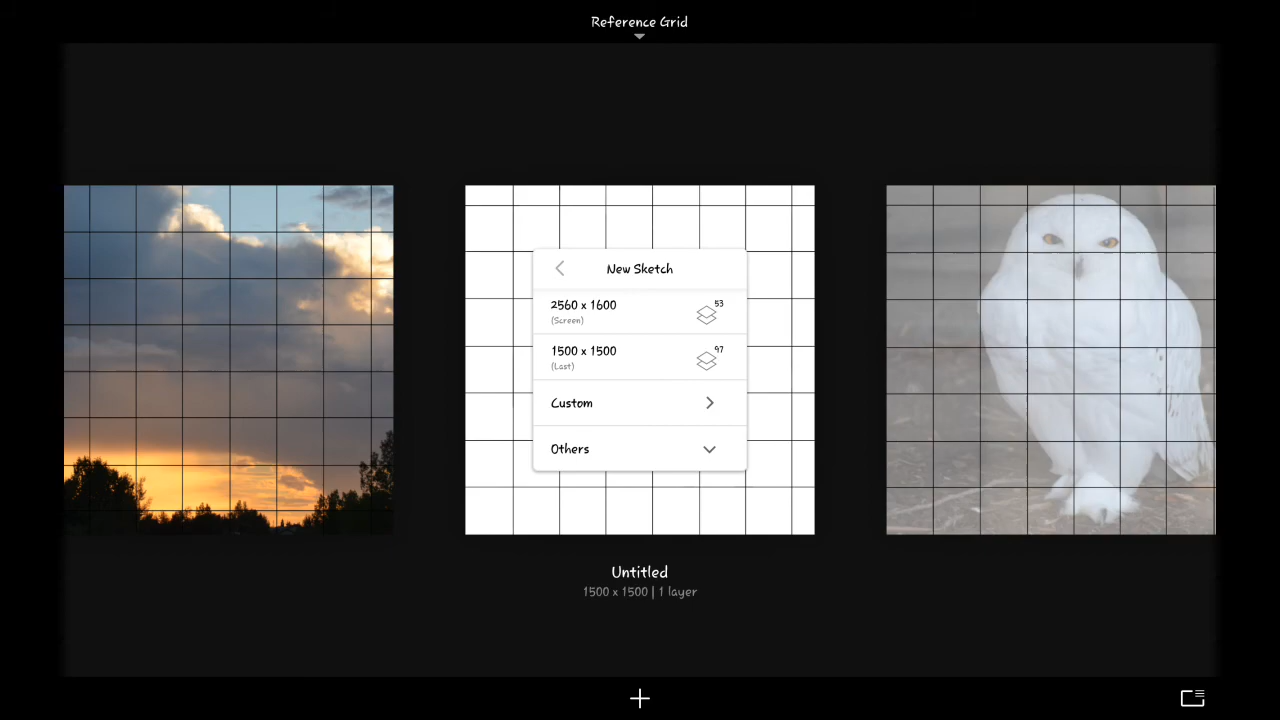 Reference Grid
New Sketch
2560 x 1600
(Screen)
53
1500 x 1500
(Last)
97
Custom
Others
Untitled
1500 x 1500 | 1 layer